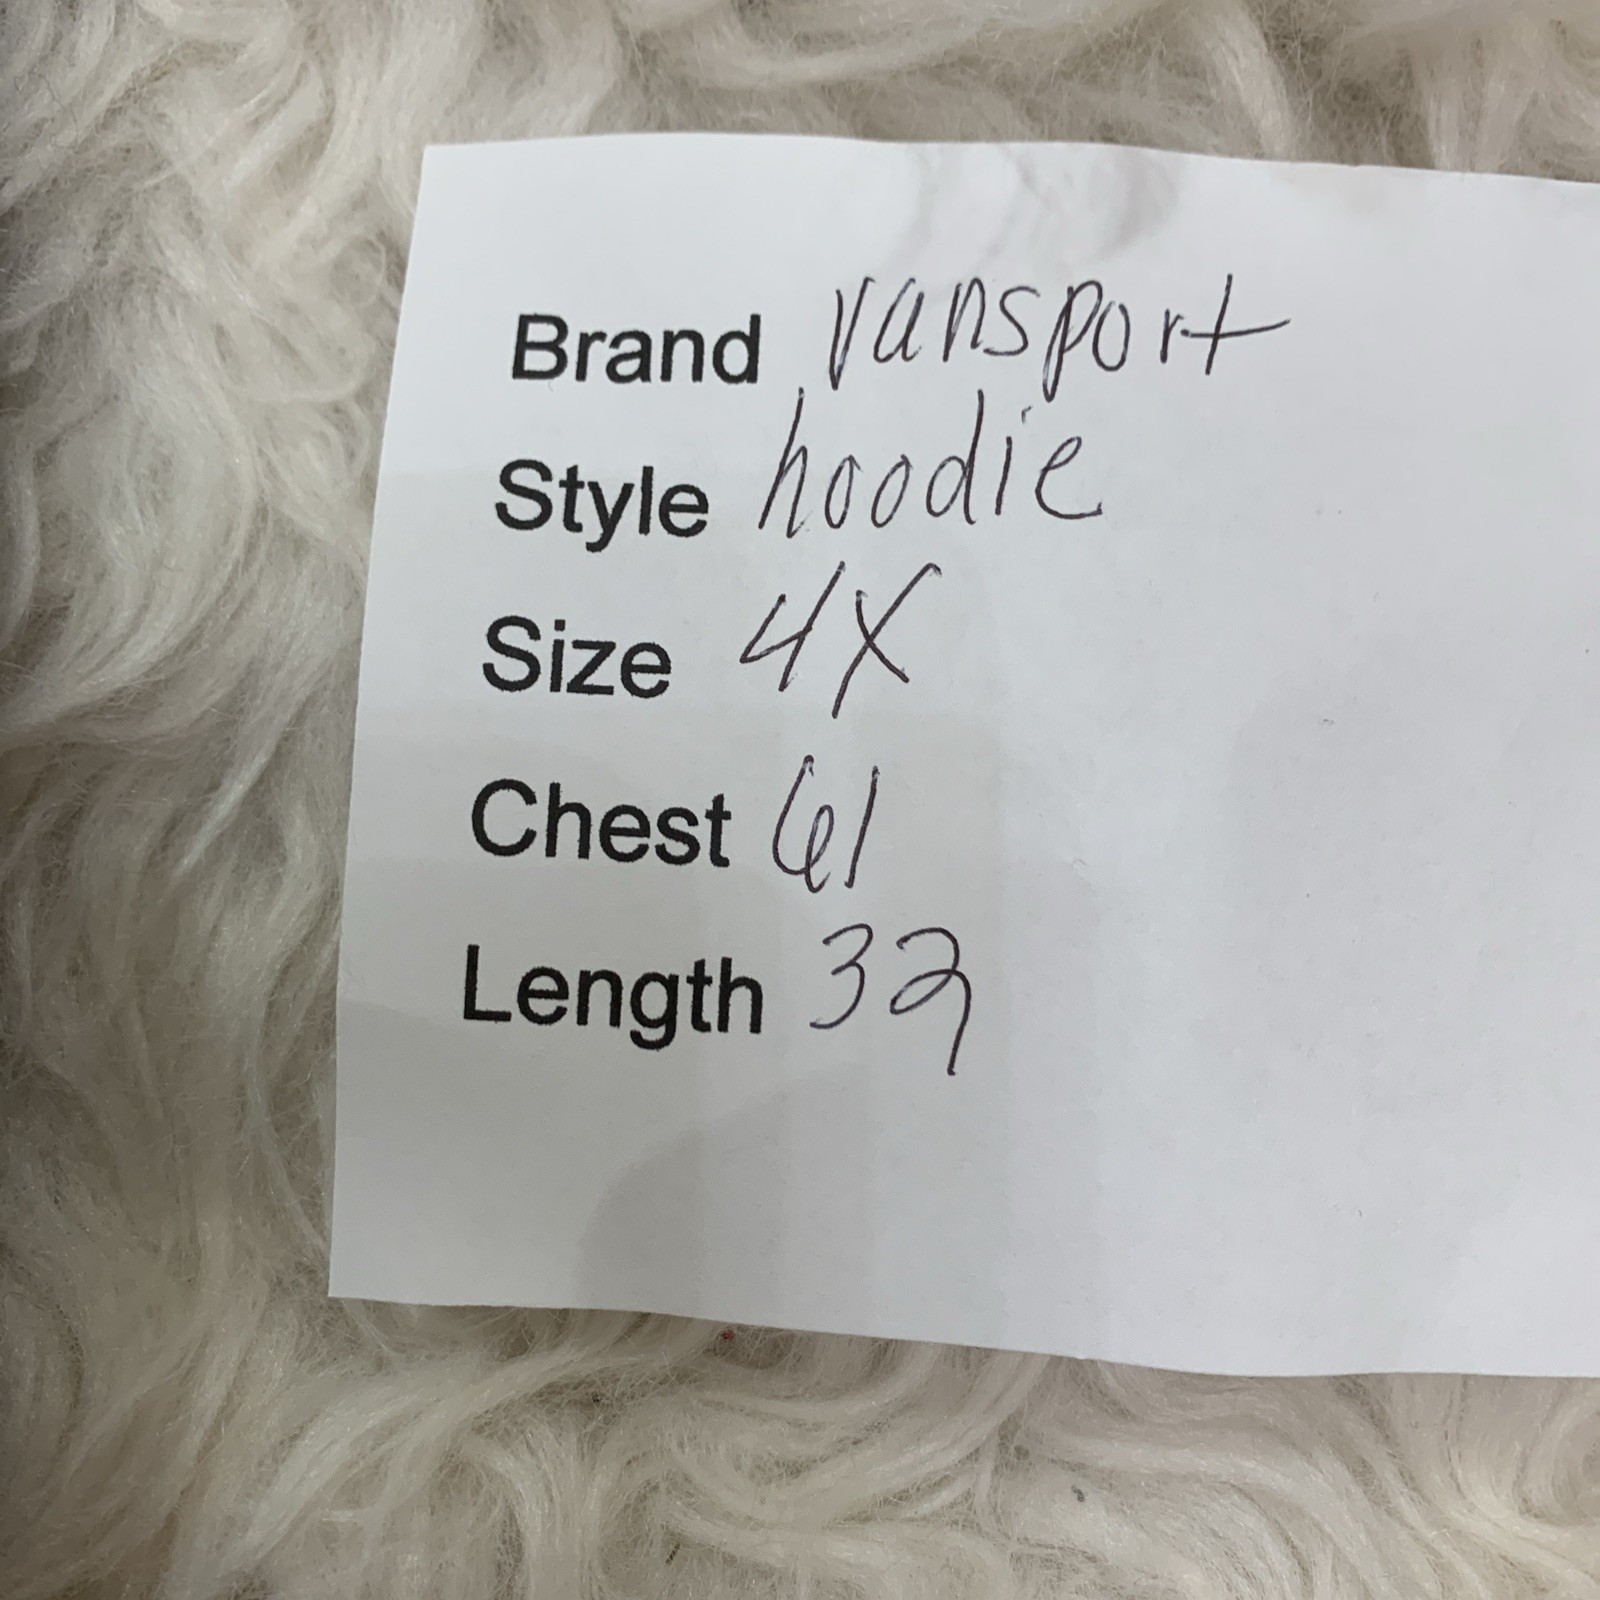 Brand Vansport
Style hoodie
Size 4X
Chest 61
Length 32